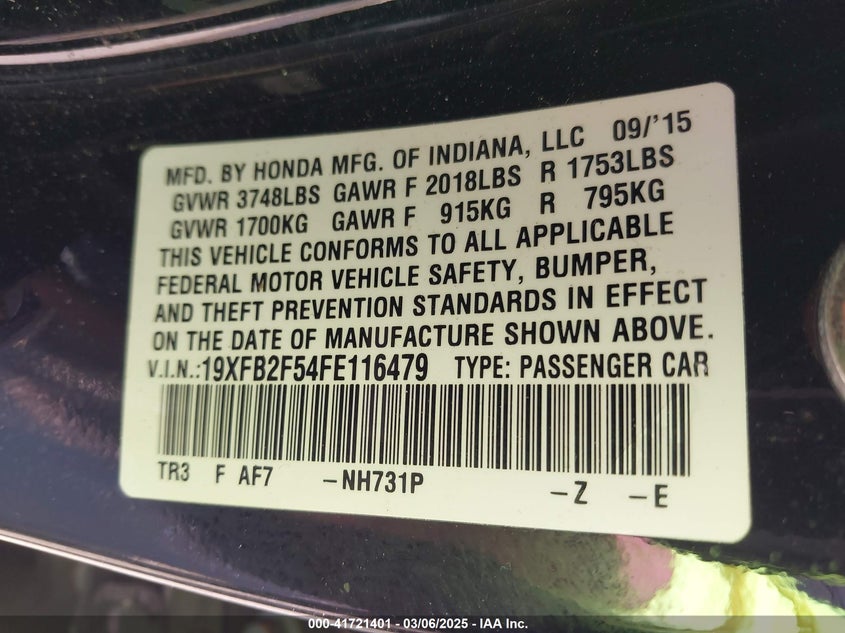 MFD. BY HONDA MFG. OF INDIANA, LLC 09/'15
GVWR 3748LBS GAWR F 2018LBS R 1753LBS
GVWR 1700KG GAWR F 915KG R 795KG
THIS VEHICLE CONFORMS TO ALL APPLICABLE
FEDERAL MOTOR VEHICLE SAFETY, BUMPER,
AND THEFT PREVENTION STANDARDS IN EFFECT
ON THE DATE OF MANUFACTURE SHOWN ABOVE.
V.I.N.:19XFB2F54FE116479 TYPE: PASSENGER CAR
TR3 F AF7 -NH731P -Z -E
000-41721401 - 03/06/2025 - IAA Inc.